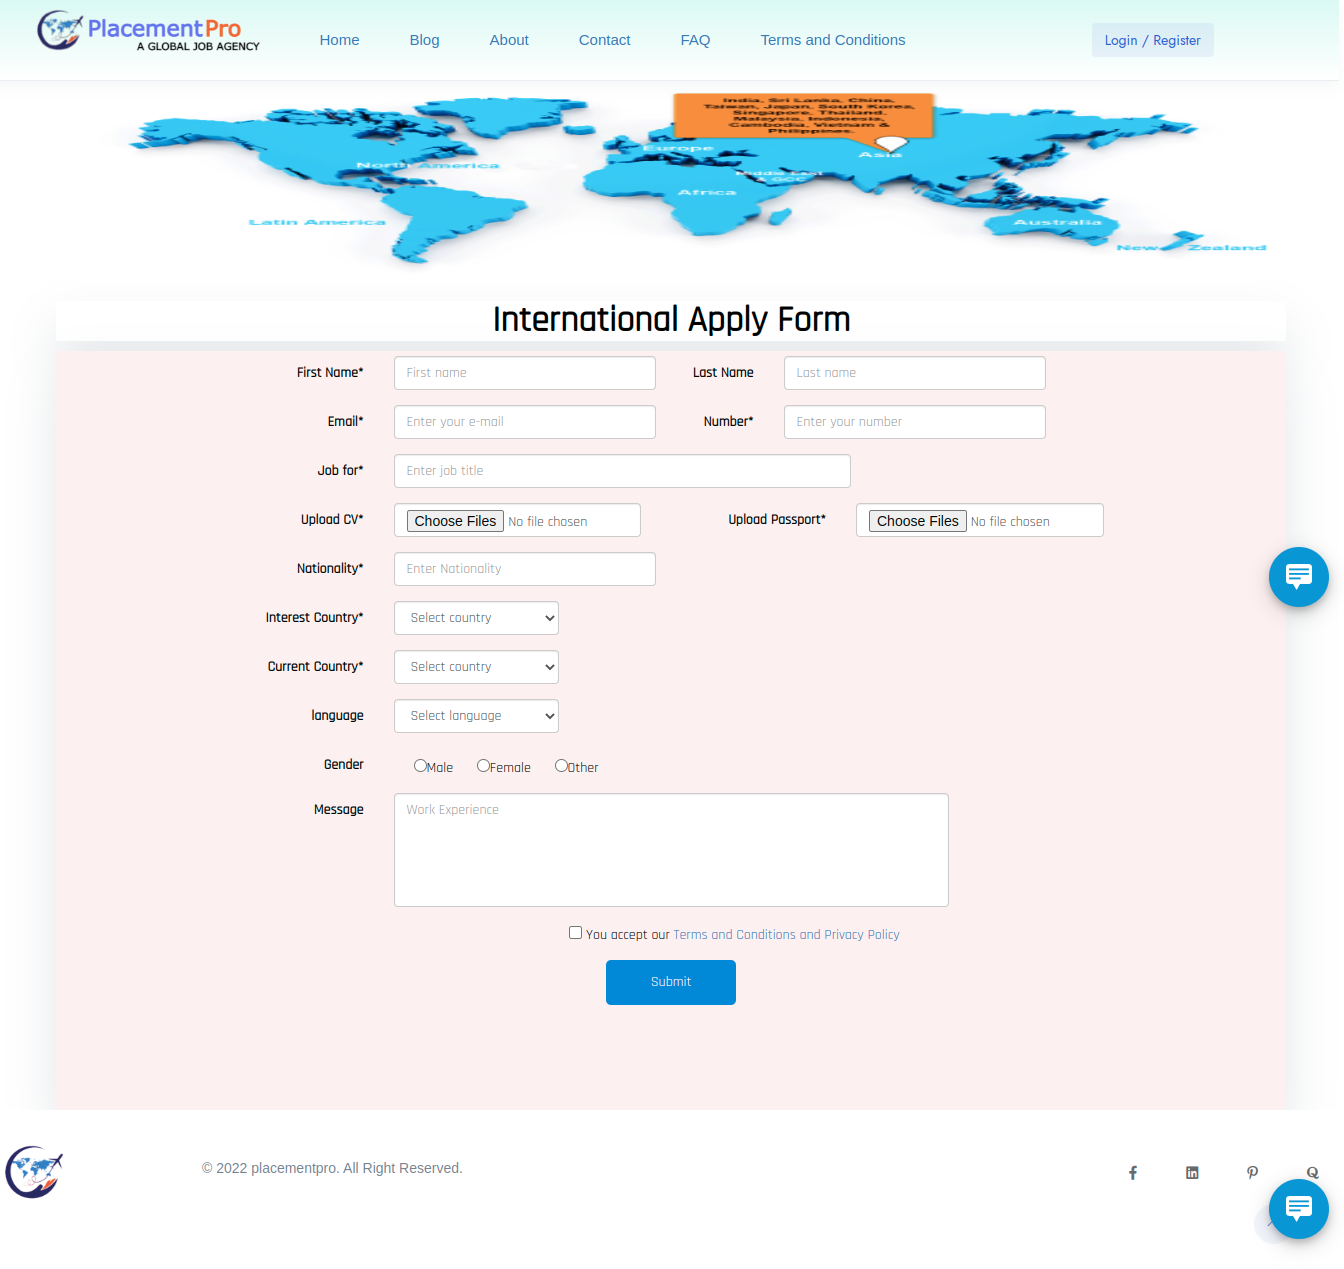 PlacementPro
A GLOBAL JOB AGENCY
Home
Blog
About
Contact
FAQ
Terms and Conditions
Login / Register
India, Sri Lanka, China,
Taiwan, Japan, South Korea,
Singapore, Thailand,
Malaysia, Indonesia,
Cambodia, Vietnam &
Philippines.
Europe
Asia
North America
Middle East
& GCC
Africa
Latin America
Australia
New Zealand
International Apply Form
First Name*
First name
Last Name
Last name
Email*
Enter your e-mail
Number*
Enter your number
Job for*
Enter job title
Upload CV*
Choose Files No file chosen
Upload Passport*
Choose Files No file chosen
Nationality*
Enter Nationality
Interest Country*
Select country
Current Country*
Select country
language
Select language
Gender
Male
Female
Other
Message
Work Experience
You accept our Terms and Conditions and Privacy Policy
Submit
© 2022 placementpro. All Right Reserved.